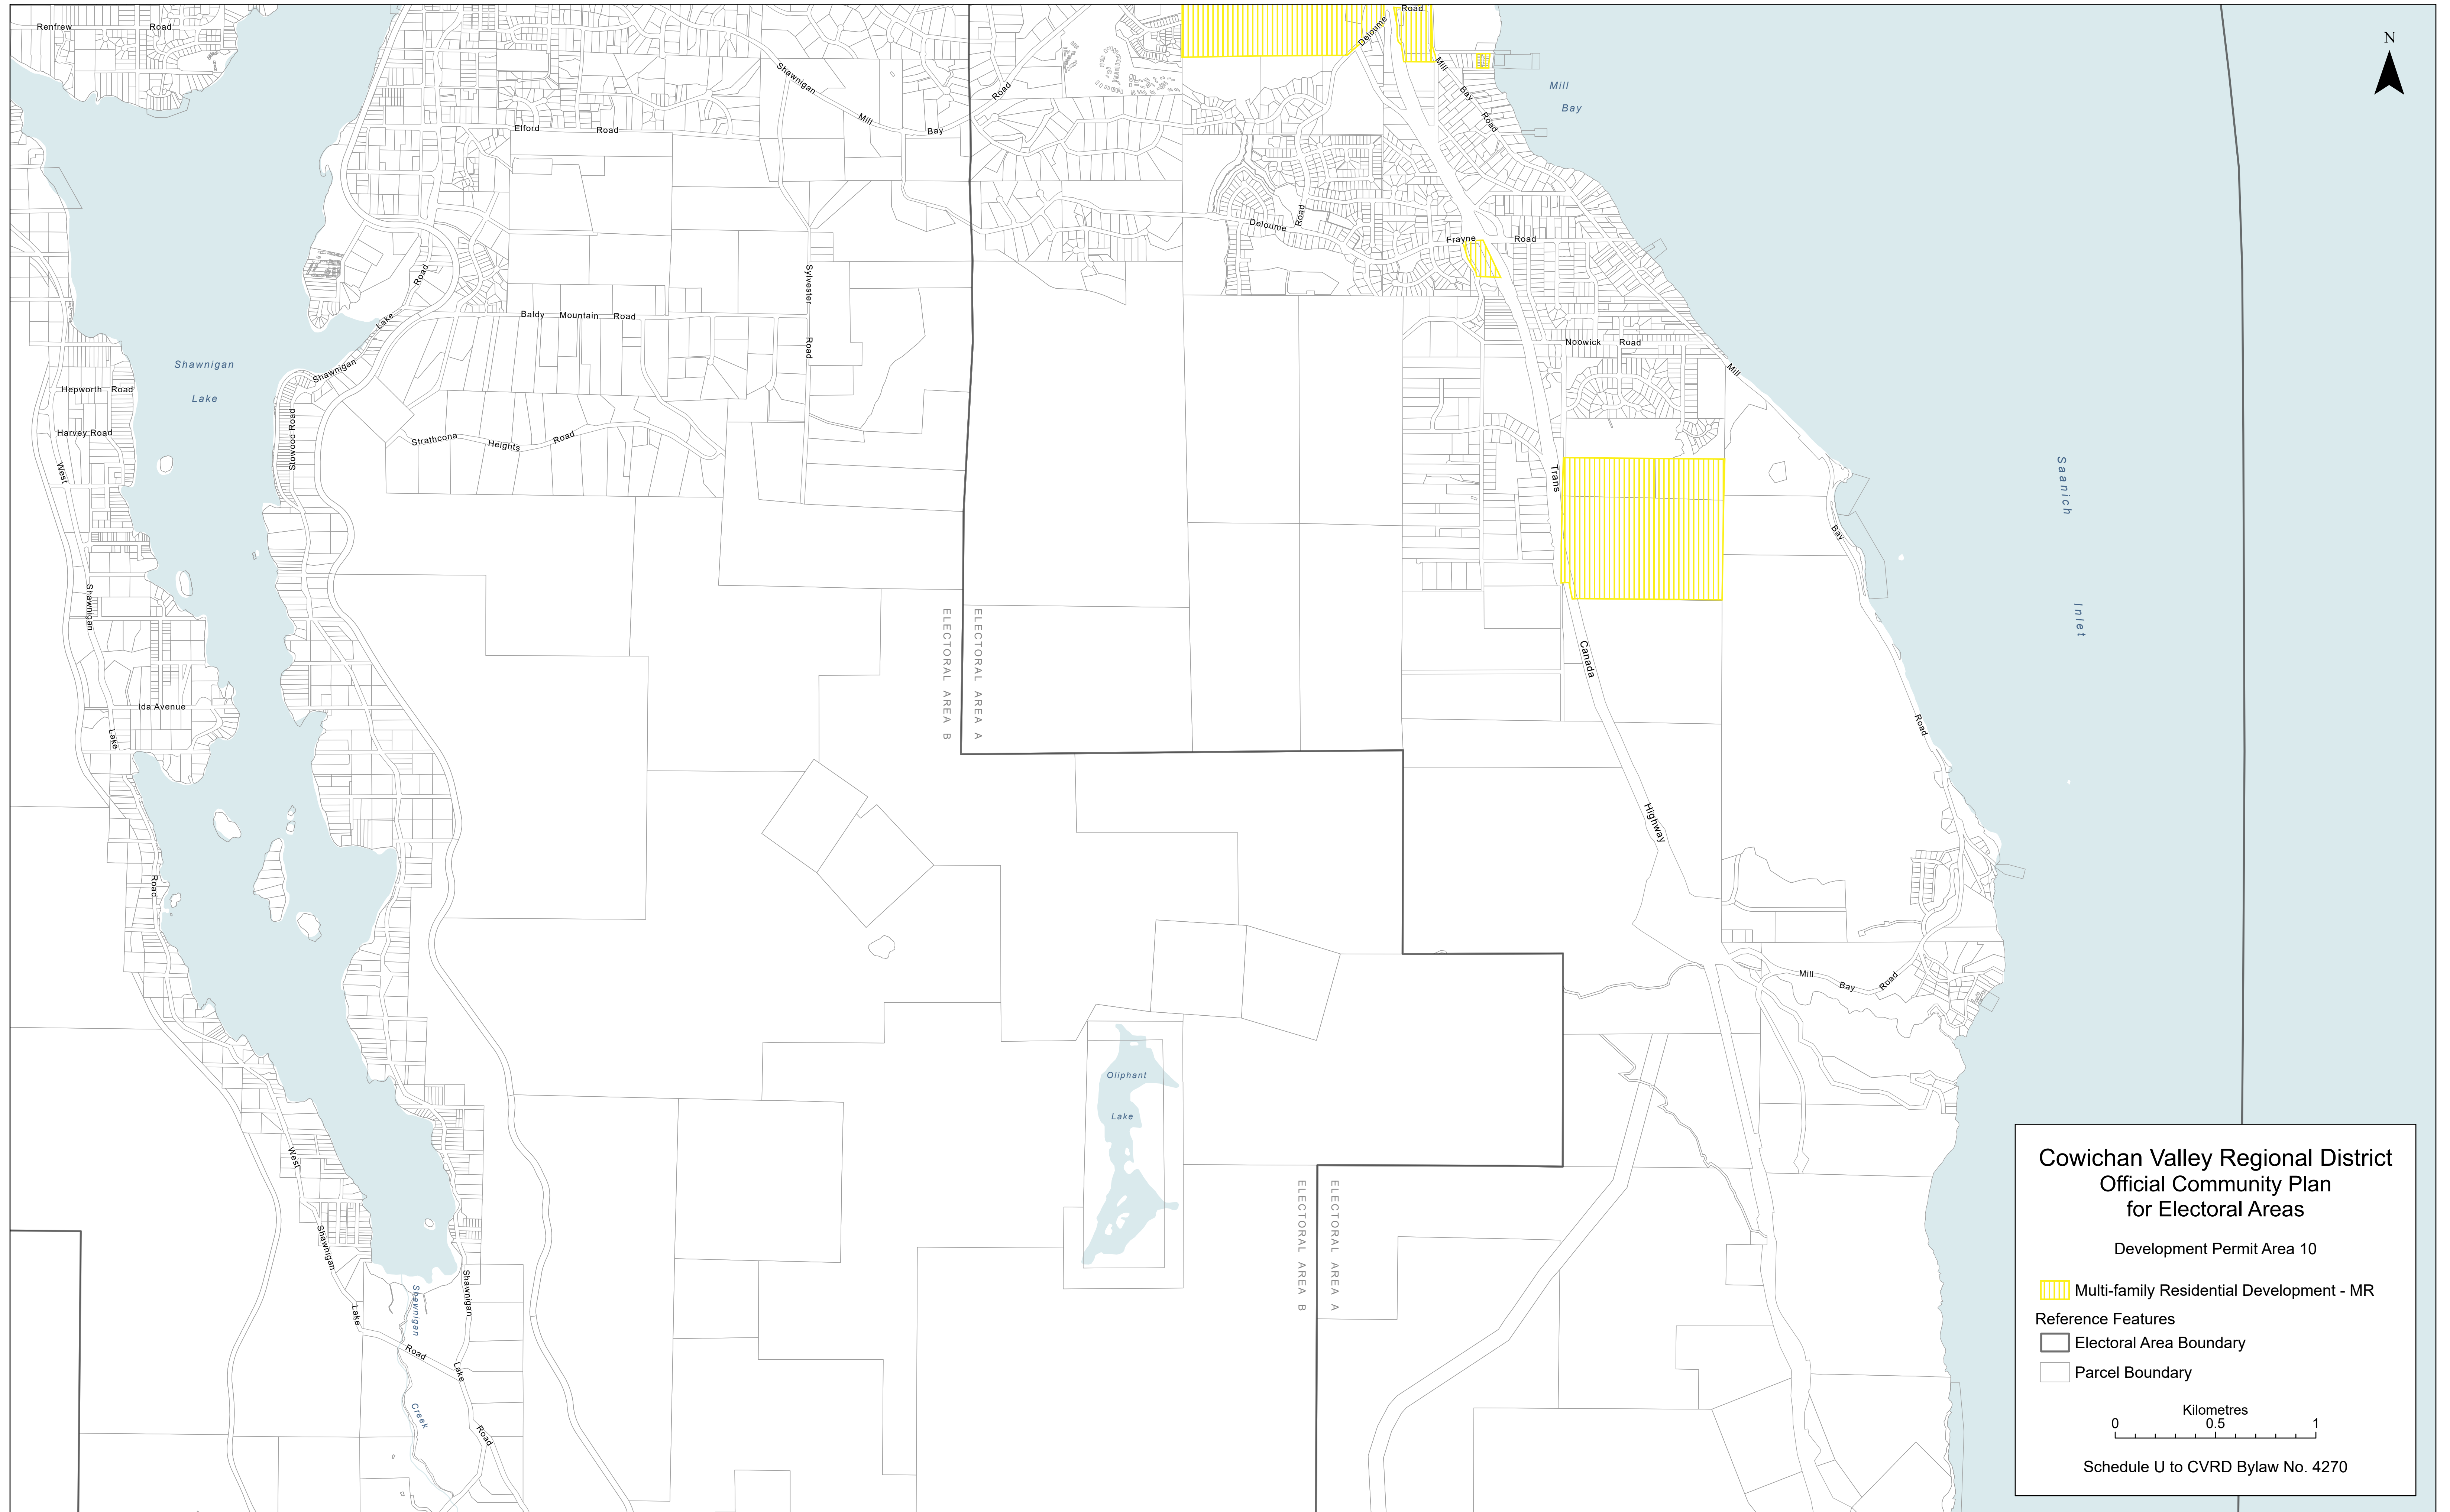 Renfrew Road
Road
Deloume
N
Mill
Bay
Shawnigan Mill Bay Road
Mill Bay Road
Elford Road
Deloume Road
Frayne Road
Shawnigan Lake Road
Sylvester Road
Baldy Mountain Road
Noowick Road
Mill Bay Road
Shawnigan
Lake
Hepworth Road
Harvey Road
Stowood Road
Strathcona Heights Road
West Shawnigan Lake Road
Trans Canada Highway
Saanich
Inlet
ELECTORAL AREA B
ELECTORAL AREA A
Ida Avenue
Mill Bay Road
Oliphant
Lake
West Shawnigan Lake Road
ELECTORAL AREA B
ELECTORAL AREA A
Shawnigan Creek
Shawnigan Lake Road
Cowichan Valley Regional District
Official Community Plan
for Electoral Areas
Development Permit Area 10
Multi-family Residential Development - MR
Reference Features
Electoral Area Boundary
Parcel Boundary
Kilometres
0 0.5 1
Schedule U to CVRD Bylaw No. 4270